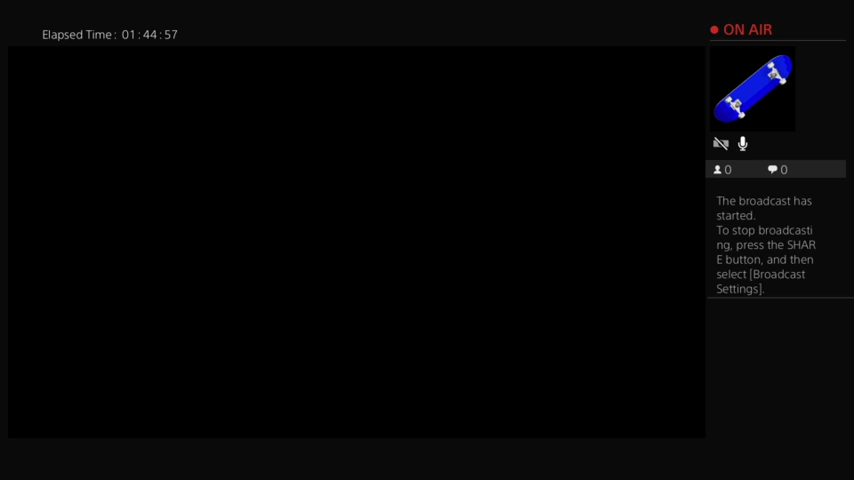 Elapsed Time: 01:44:57
ON AIR
0 0
The broadcast has
started.
To stop broadcasti
ng, press the SHAR
E button, and then
select [Broadcast
Settings].